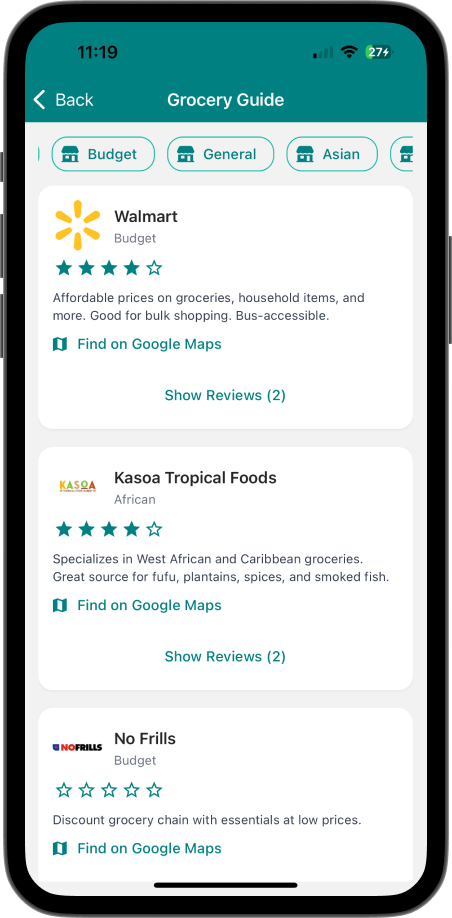 11:19
27
Back
Grocery Guide
Budget
General
Asian
Walmart
Budget
Affordable prices on groceries, household items, and
more. Good for bulk shopping. Bus-accessible.
Find on Google Maps
Show Reviews (2)
KASOA
Kasoa Tropical Foods
African
Specializes in West African and Caribbean groceries.
Great source for fufu, plantains, spices, and smoked fish.
Find on Google Maps
Show Reviews (2)
NOFRILLS
No Frills
Budget
Discount grocery chain with essentials at low prices.
Find on Google Maps